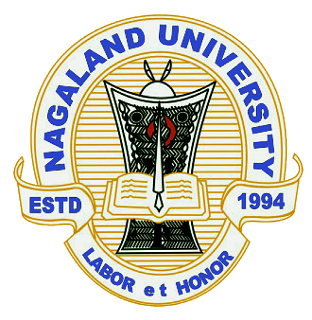 NAGALAND UNIVERSITY
ESTD 1994
LABOR et HONOR